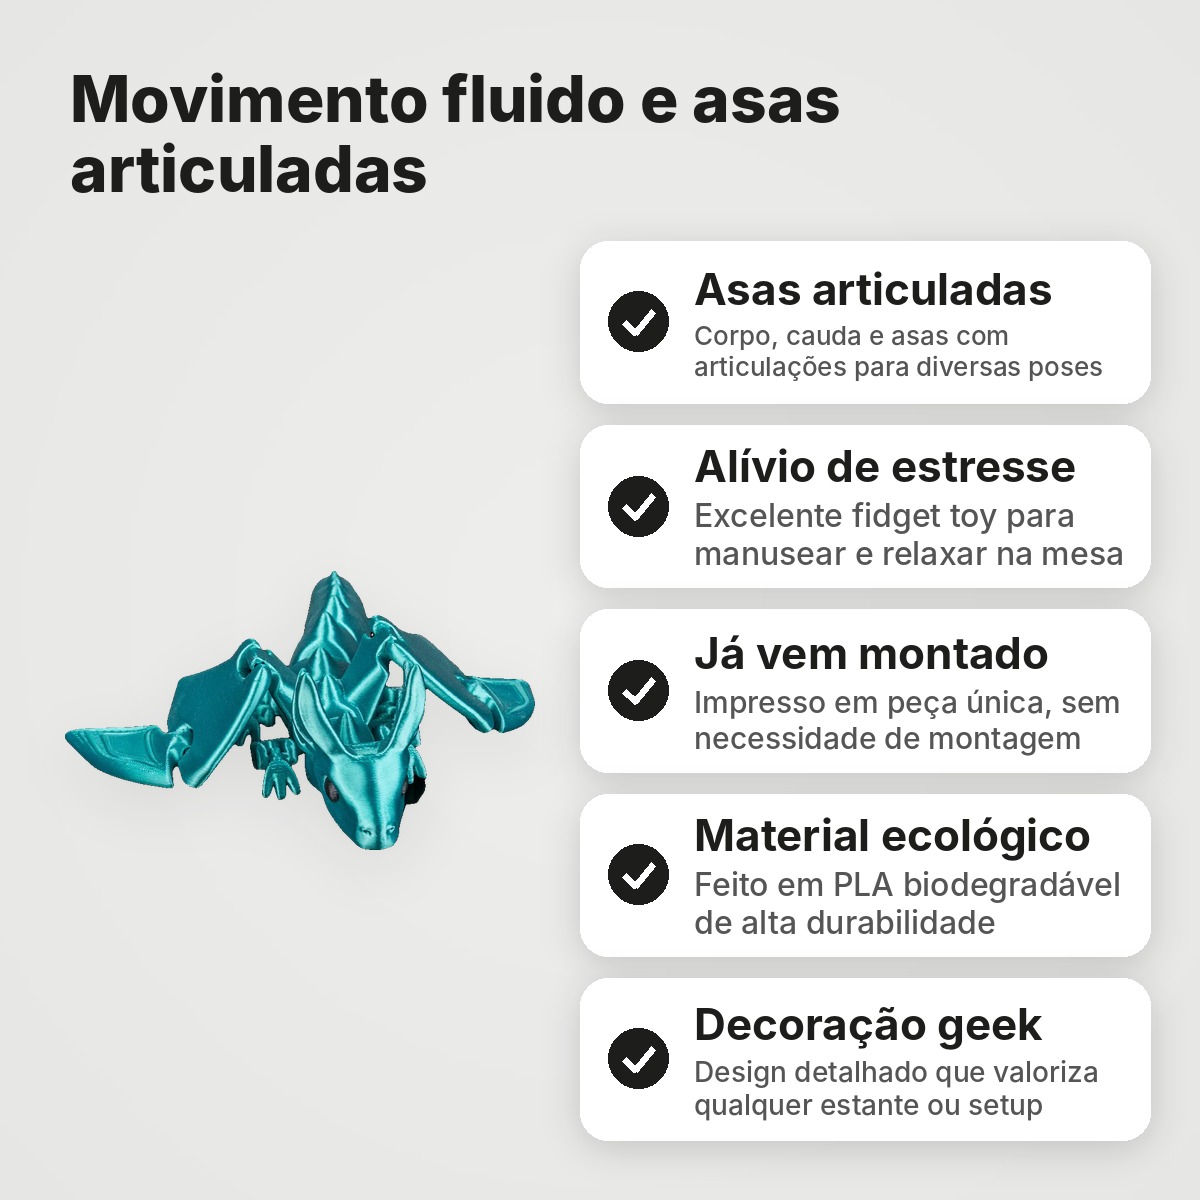 Movimento fluido e asas
articuladas
Asas articuladas
Corpo, cauda e asas com
articulações para diversas poses
Alívio de estresse
Excelente fidget toy para
manusear e relaxar na mesa
Já vem montado
Impresso em peça única, sem
necessidade de montagem
Material ecológico
Feito em PLA biodegradável
de alta durabilidade
Decoração geek
Design detalhado que valoriza
qualquer estante ou setup